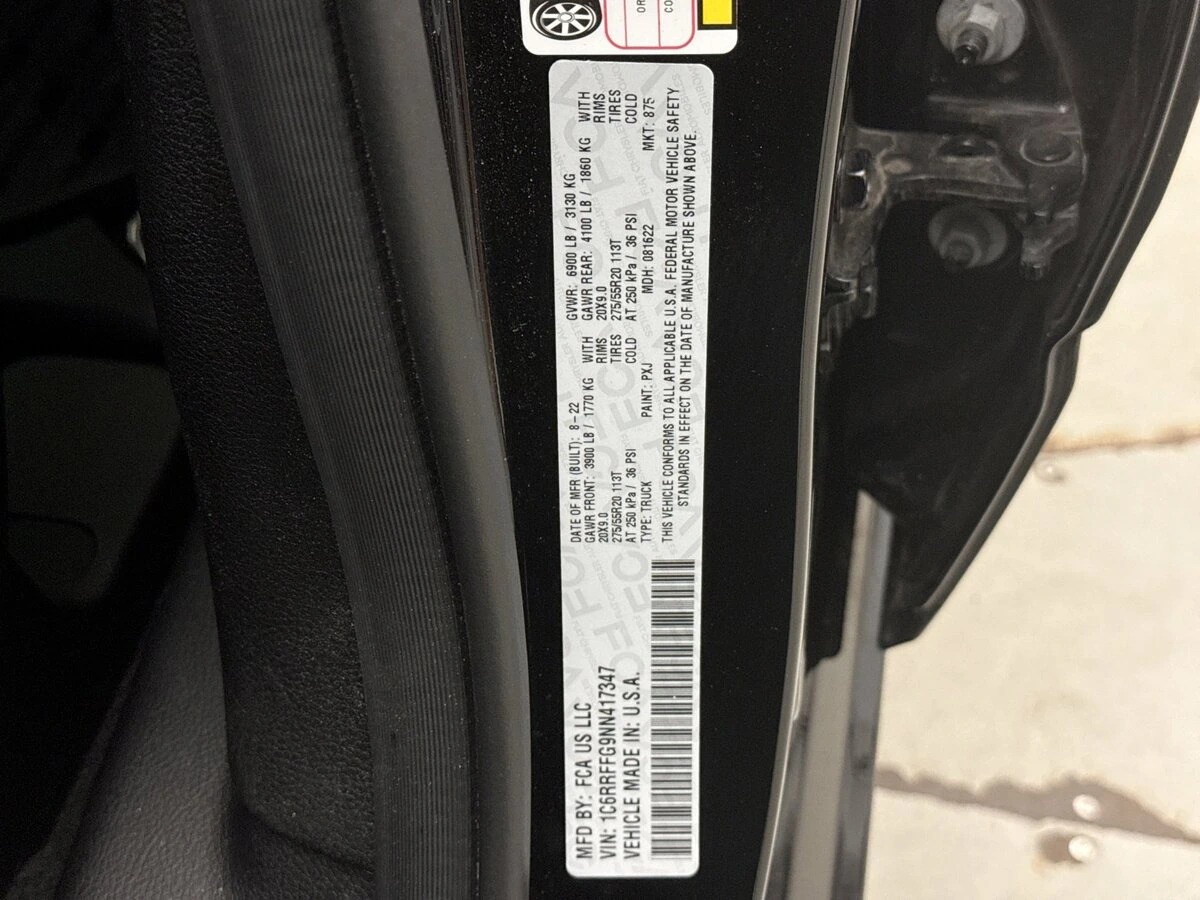 MFD BY: FCA US LLC
VIN: 1C6RRFFG9NN417347
VEHICLE MADE IN: U.S.A.
DATE OF MFR (BUILT): 8-22 GVWR: 6900 LB / 3130 KG
GAWR FRONT: 3900 LB / 1770 KG WITH GAWR REAR: 4100 LB / 1860 KG WITH
20X9.0 RIMS 20X9.0 RIMS
275/55R20 113T TIRES 275/55R20 113T TIRES
AT 250 kPa / 36 PSI COLD AT 250 kPa / 36 PSI COLD
TYPE: TRUCK PAINT: PXJ MDH: 081622 MKT: 875
THIS VEHICLE CONFORMS TO ALL APPLICABLE U.S.A. FEDERAL MOTOR VEHICLE SAFETY
STANDARDS IN EFFECT ON THE DATE OF MANUFACTURE SHOWN ABOVE.